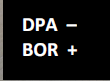 DPA –
BOR +